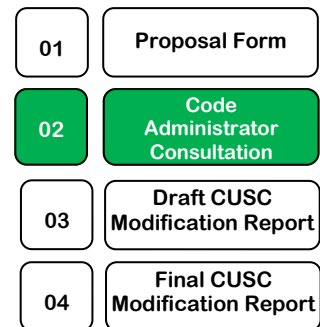 01
Proposal Form
02
Code
Administrator
Consultation
03
Draft CUSC
Modification Report
04
Final CUSC
Modification Report